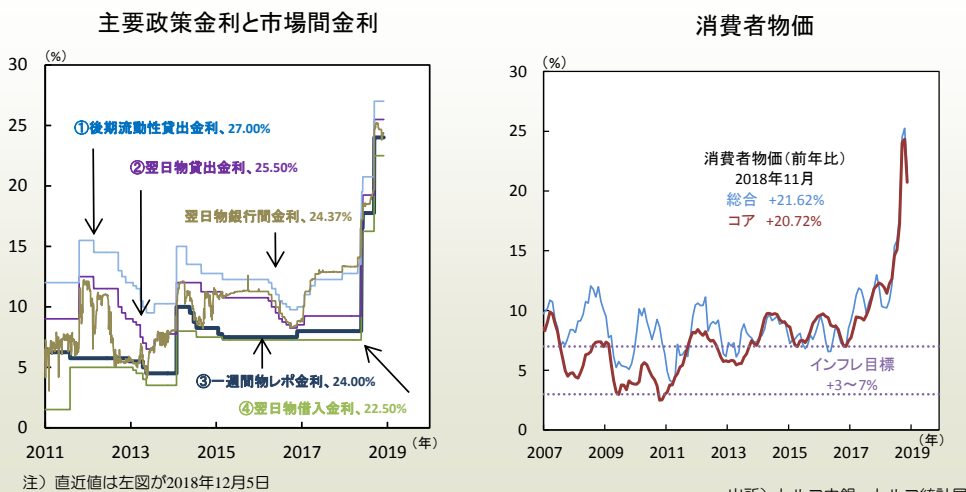 主要政策金利と市場間金利
(%)
30
25
20
15
10
5
0
①後期流動性貸出金利、27.00%
②翌日物貸出金利、25.50%
翌日物銀行間金利、24.37%
③一週間物レポ金利、24.00%
④翌日物借入金利、22.50%
2011 2013 2015 2017 2019
(年)
注）直近値は左図が2018年12月5日
消費者物価
(%)
30
25
20
15
10
5
0
消費者物価（前年比）
2018年11月
総合 +21.62%
コア +20.72%
インフレ目標
+3～7%
2007 2009 2011 2013 2015 2017 2019
(年)